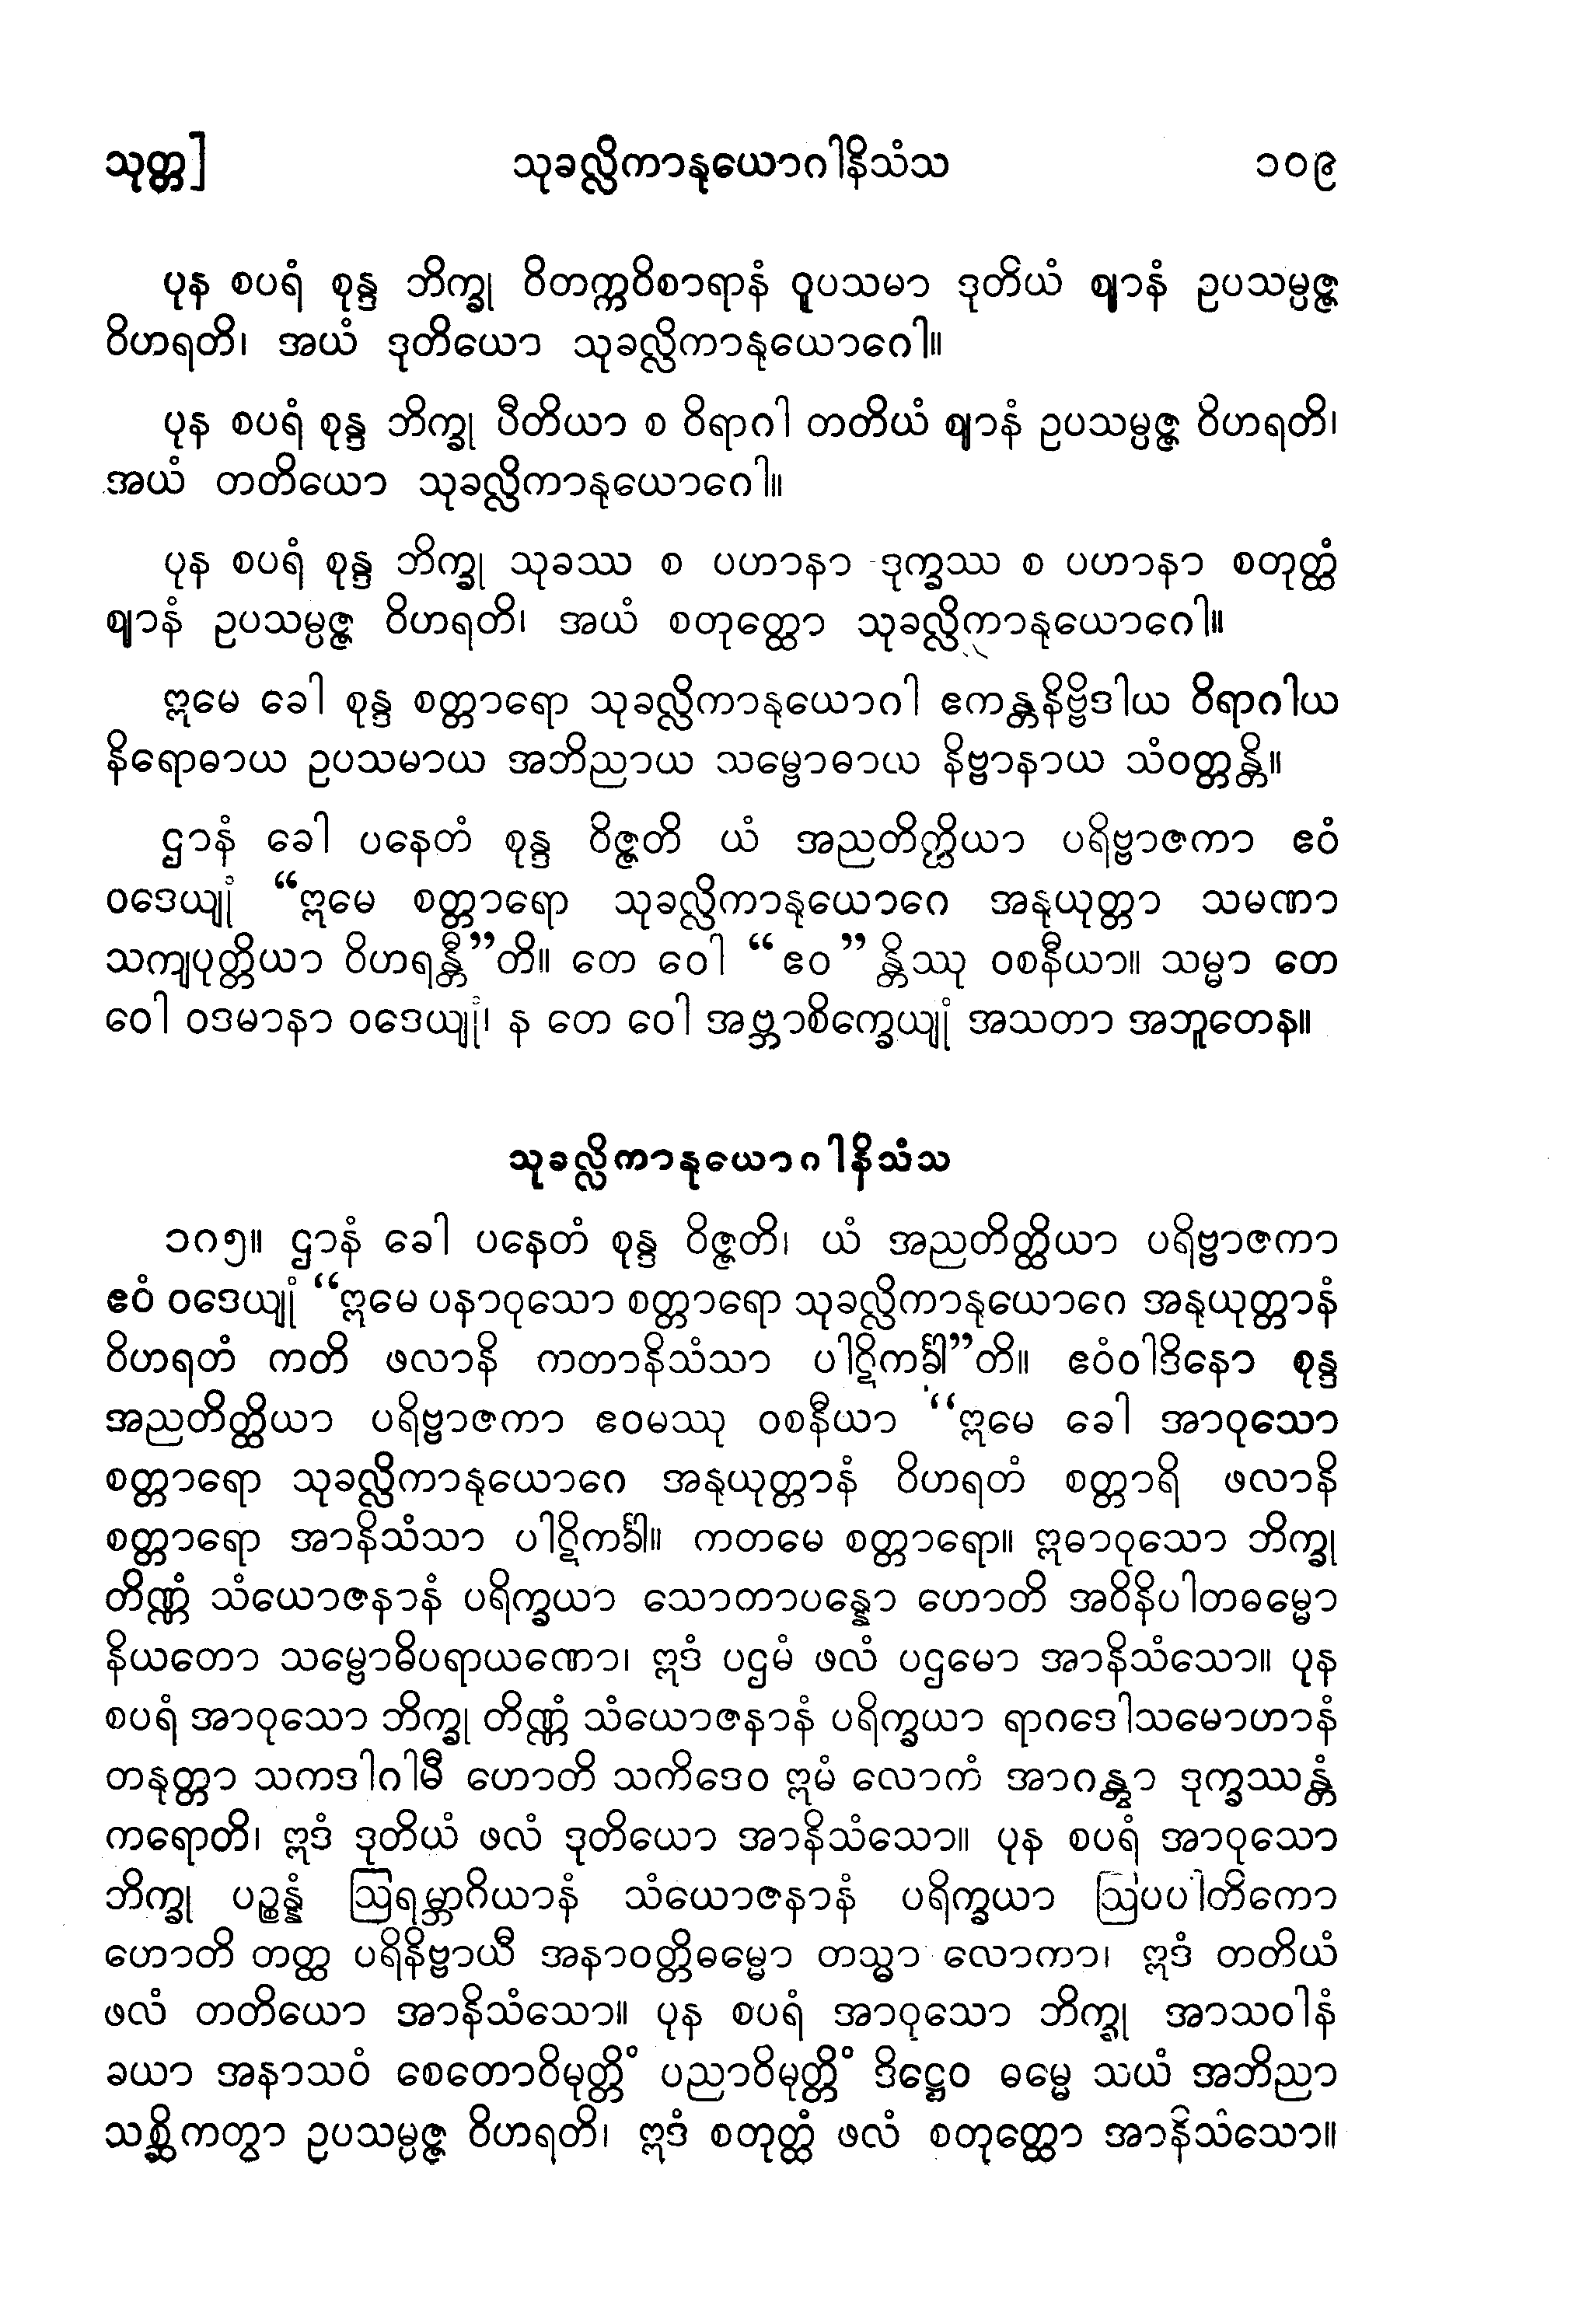 သုတ္တ] သုခလ္လိကာနုယောဂါနိသံသ ၁၀၉
ပုန စပရံ စုန္ဒ ဘိက္ခု ဝိတက္ကဝိစာရာနံ ဝူပသမာ ဒုတိယံ ဈာနံ ဥပသမ္ပဇ္ဇ
ဝိဟရတိ၊ အယံ ဒုတိယော သုခလ္လိကာနုယောဂေါ။
ပုန စပရံ စုန္ဒ ဘိက္ခု ပီတိယာ စ ဝိရာဂါ တတိယံ ဈာနံ ဥပသမ္ပဇ္ဇ ဝိဟရတိ၊
အယံ တတိယော သုခလ္လိကာနုယောဂေါ။
ပုန စပရံ စုန္ဒ ဘိက္ခု သုခဿ စ ပဟာနာ ဒုက္ခဿ စ ပဟာနာ စတုတ္ထံ
ဈာနံ ဥပသမ္ပဇ္ဇ ဝိဟရတိ၊ အယံ စတုတ္ထော သုခလ္လိကာနုယောဂေါ။
ဣမေ ခေါ စုန္ဒ စတ္တာရော သုခလ္လိကာနုယောဂါ ဧကန္တနိဗ္ဗိဒါယ ဝိရာဂါယ
နိရောဓာယ ဥပသမာယ အဘိညာယ သမ္ဗောဓာယ နိဗ္ဗာနာယ သံဝတ္တန္တိ။
ဌာနံ ခေါ ပနေတံ စုန္ဒ ဝိဇ္ဇတိ ယံ အညတိတ္ထိယာ ပရိဗ္ဗာဇကာ ဧဝံ
ဝဒေယျုံ “ဣမေ စတ္တာရော သုခလ္လိကာနုယောဂေ အနုယုတ္တာ သမဏာ
သကျပုတ္တိယာ ဝိဟရန္တီ”တိ။ တေ ဝေါ “ဧဝ” န္တိဿု ဝစနီယာ။ သမ္မာ တေ
ဝေါ ဝဒမာနာ ဝဒေယျုံ၊ န တေ ဝေါ အဗ္ဘာစိက္ခေယျုံ အသတာ အဘူတေန။
သုခလ္လိကာနုယောဂါနိသံသ
၁၈၅။ ဌာနံ ခေါ ပနေတံ စုန္ဒ ဝိဇ္ဇတိ၊ ယံ အညတိတ္ထိယာ ပရိဗ္ဗာဇကာ
ဧဝံ ဝဒေယျုံ “ဣမေ ပနာဝုသော စတ္တာရော သုခလ္လိကာနုယောဂေ အနုယုတ္တာနံ
ဝိဟရတံ ကတိ ဖလာနိ ကတာနိသံသာ ပါဋိကင်္ခါ”တိ။ ဧဝံဝါဒိနော စုန္ဒ
အညတိတ္ထိယာ ပရိဗ္ဗာဇကာ ဧဝမဿု ဝစနီယာ “ဣမေ ခေါ အာဝုသော
စတ္တာရော သုခလ္လိကာနုယောဂေ အနုယုတ္တာနံ ဝိဟရတံ စတ္တာရိ ဖလာနိ
စတ္တာရော အာနိသံသာ ပါဋိကင်္ခါ။ ကတမေ စတ္တာရော။ ဣဓာဝုသော ဘိက္ခု
တိဏ္ဏံ သံယောဇနာနံ ပရိက္ခယာ သောတာပန္နော ဟောတိ အဝိနိပါတဓမ္မော
နိယတော သမ္ဗောဓိပရာယဏော၊ ဣဒံ ပဌမံ ဖလံ ပဌမော အာနိသံသော။ ပုန
စပရံ အာဝုသော ဘိက္ခု တိဏ္ဏံ သံယောဇနာနံ ပရိက္ခယာ ရာဂဒေါသမောဟာနံ
တနုတ္တာ သကဒါဂါမီ ဟောတိ သကိဒေဝ ဣမံ လောကံ အာဂန္တွာ ဒုက္ခဿန္တံ
ကရောတိ၊ ဣဒံ ဒုတိယံ ဖလံ ဒုတိယော အာနိသံသော။ ပုန စပရံ အာဝုသော
ဘိက္ခု ပဉ္စန္နံ ဩရမ္ဘာဂိယာနံ သံယောဇနာနံ ပရိက္ခယာ ဩပပါတိကော
ဟောတိ တတ္ထ ပရိနိဗ္ဗာယီ အနာဝတ္တိဓမ္မော တသ္မာ လောကာ၊ ဣဒံ တတိယံ
ဖလံ တတိယော အာနိသံသော။ ပုန စပရံ အာဝုသော ဘိက္ခု အာသဝါနံ
ခယာ အနာသဝံ စေတောဝိမုတ္တိံ ပညာဝိမုတ္တိံ ဒိဋ္ဌေဝ ဓမ္မေ သယံ အဘိညာ
သစ္ဆိကတွာ ဥပသမ္ပဇ္ဇ ဝိဟရတိ၊ ဣဒံ စတုတ္ထံ ဖလံ စတုတ္ထော အာနိသံသော။